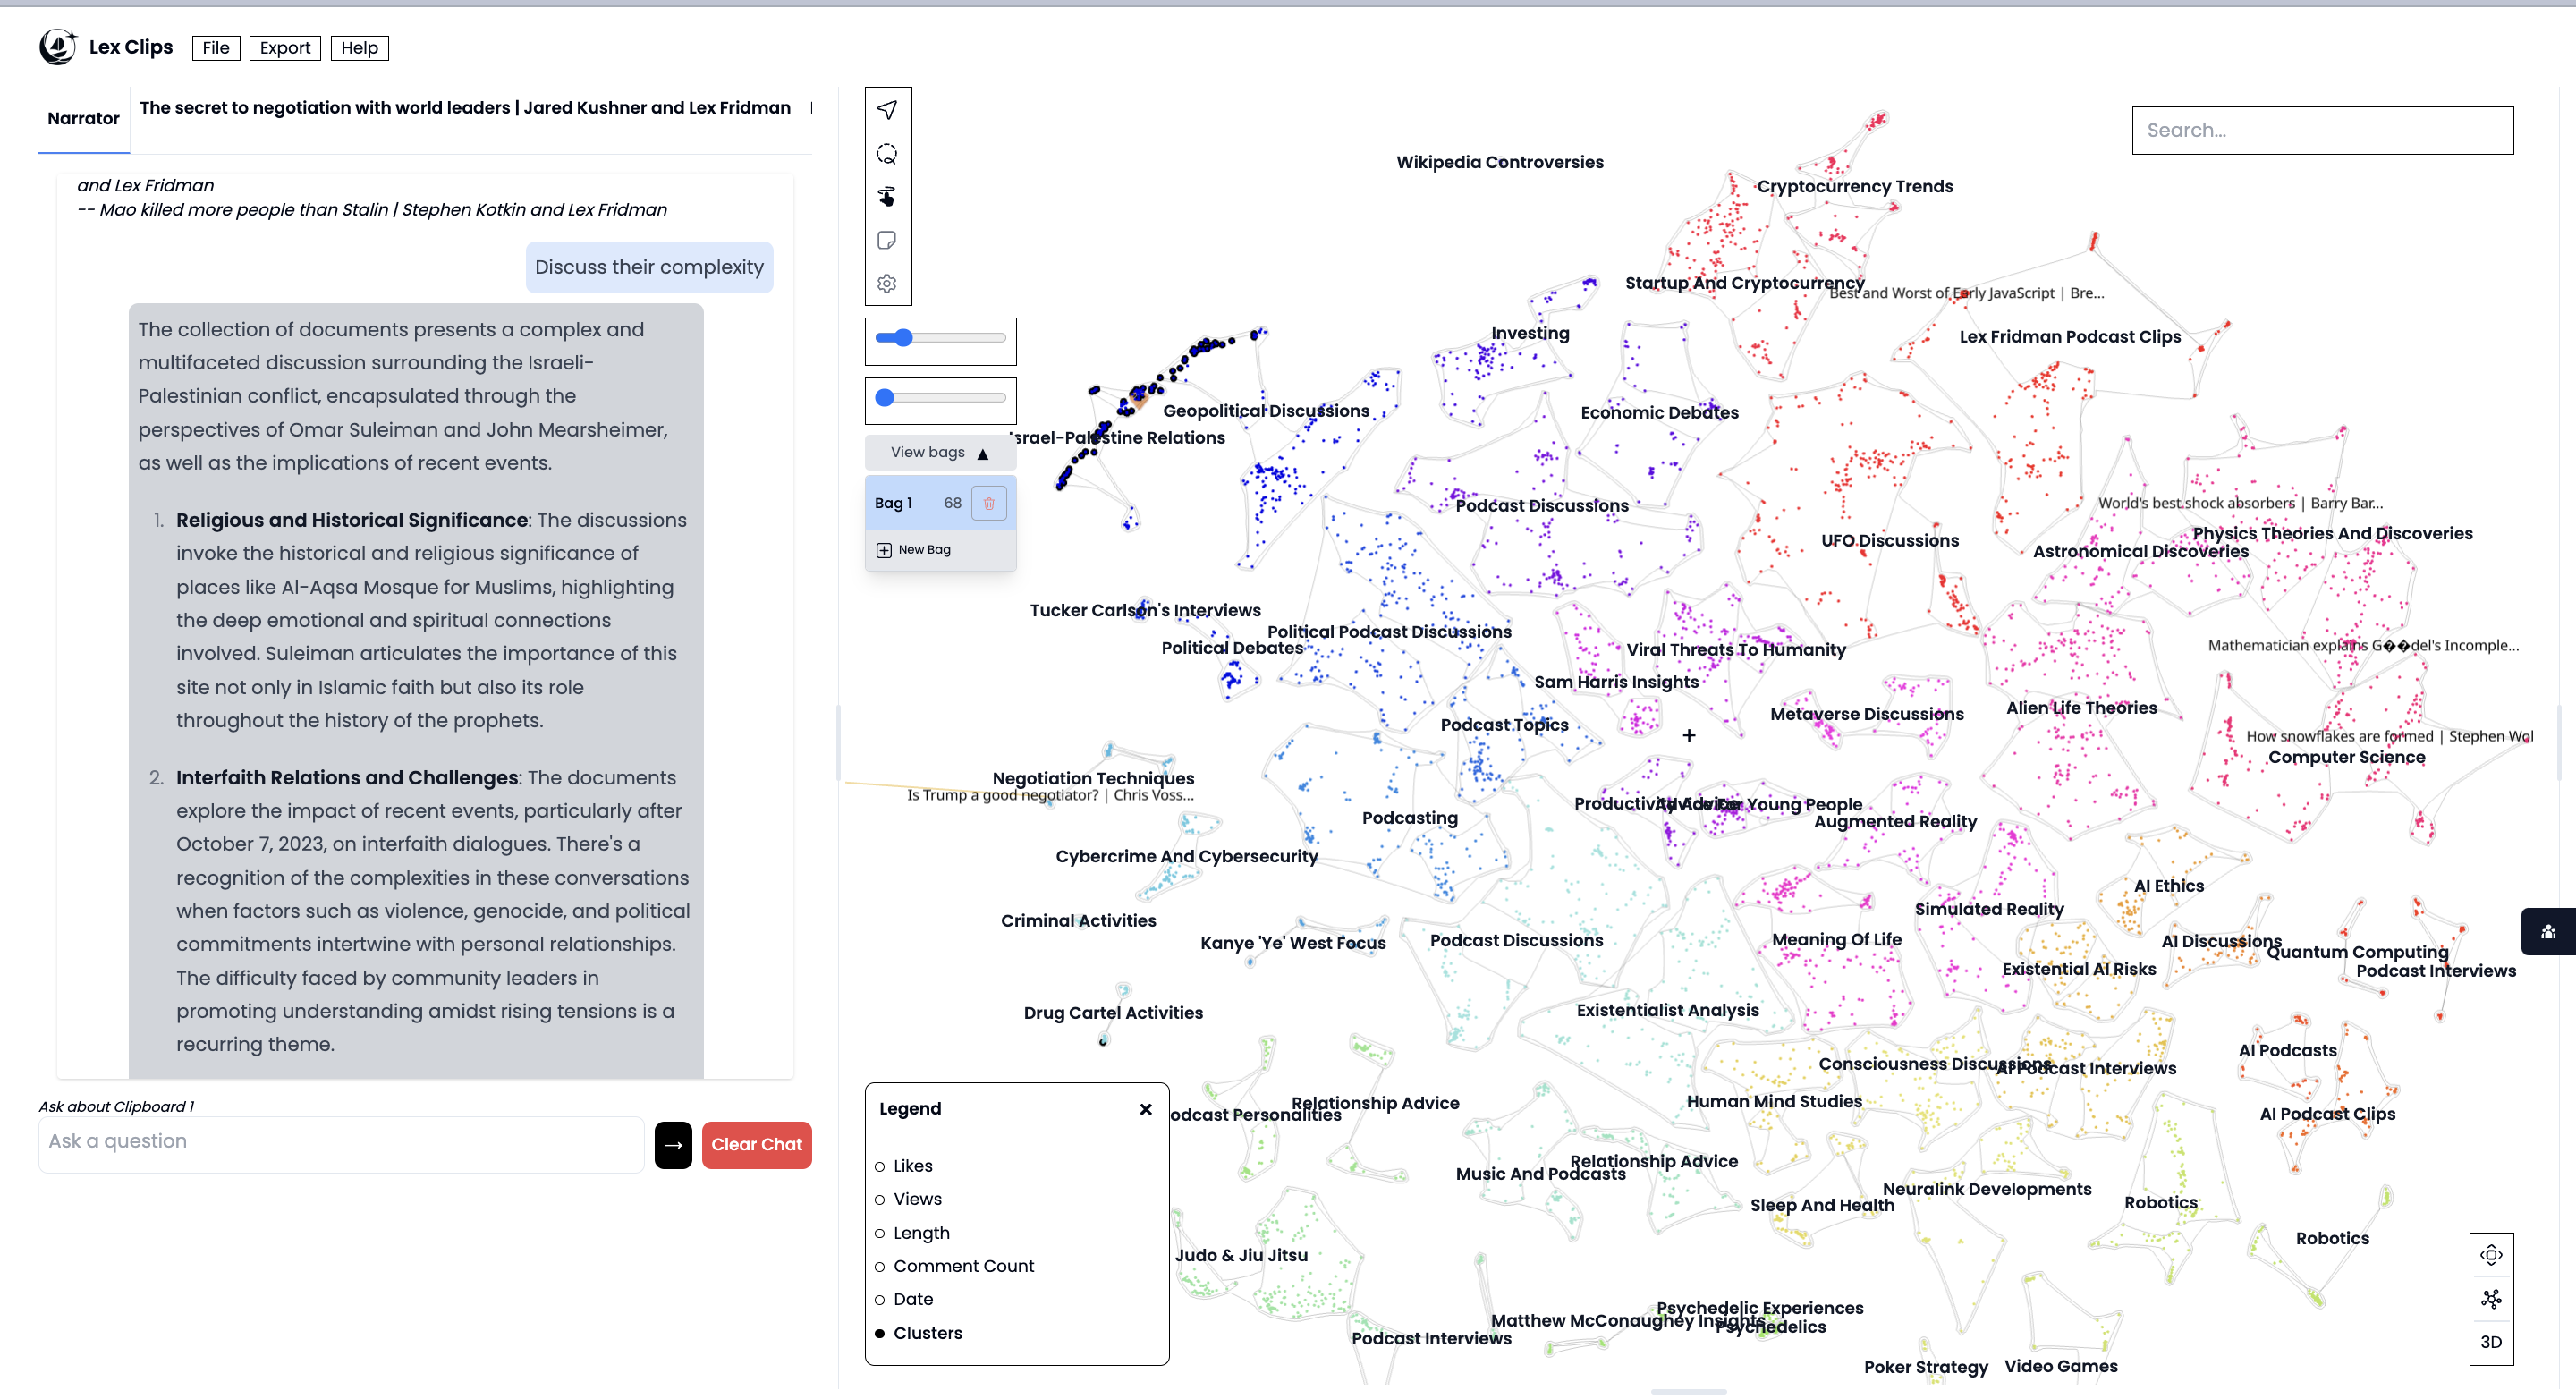 Lex Clips
File
Export
Help
Narrator
The secret to negotiation with world leaders | Jared Kushner and Lex Fridman
and Lex Fridman
-- Mao killed more people than Stalin | Stephen Kotkin and Lex Fridman
Discuss their complexity
The collection of documents presents a complex and
multifaceted discussion surrounding the Israeli-
Palestinian conflict, encapsulated through the
perspectives of Omar Suleiman and John Mearsheimer,
as well as the implications of recent events.
1. Religious and Historical Significance: The discussions
invoke the historical and religious significance of
places like Al-Aqsa Mosque for Muslims, highlighting
the deep emotional and spiritual connections
involved. Suleiman articulates the importance of this
site not only in Islamic faith but also its role
throughout the history of the prophets.
2. Interfaith Relations and Challenges: The documents
explore the impact of recent events, particularly after
October 7, 2023, on interfaith dialogues. There's a
recognition of the complexities in these conversations
when factors such as violence, genocide, and political
commitments intertwine with personal relationships.
The difficulty faced by community leaders in
promoting understanding amidst rising tensions is a
recurring theme.
Ask about Clipboard 1
Ask a question
→
Clear Chat
View bags ▲
Bag 1 68
New Bag
Search...
Wikipedia Controversies
Cryptocurrency Trends
Startup And Cryptocurrency
Best and Worst of Early JavaScript | Bre...
Investing
Lex Fridman Podcast Clips
Geopolitical Discussions
Economic Debates
Israel-Palestine Relations
Podcast Discussions
World's best shock absorbers | Barry Bar...
Physics Theories And Discoveries
UFO Discussions
Astronomical Discoveries
Tucker Carlson's Interviews
Political Podcast Discussions
Political Debates
Viral Threats To Humanity
Mathematician explains G��del's Incomple...
Sam Harris Insights
Alien Life Theories
Metaverse Discussions
Podcast Topics
How snowflakes are formed | Stephen Wol
Computer Science
Negotiation Techniques
Is Trump a good negotiator? | Chris Voss...
Productivity Advice
Advice For Young People
Podcasting
Augmented Reality
Cybercrime And Cybersecurity
AI Ethics
Criminal Activities
Simulated Reality
Kanye 'Ye' West Focus
Podcast Discussions
Meaning Of Life
AI Discussions
Quantum Computing
Existential AI Risks
Podcast Interviews
Drug Cartel Activities
Existentialist Analysis
AI Podcasts
Consciousness Discussions
AI Podcast Interviews
Relationship Advice
odcast Personalities
Human Mind Studies
AI Podcast Clips
Relationship Advice
Music And Podcasts
Neuralink Developments
Sleep And Health
Robotics
Robotics
Judo & Jiu Jitsu
Psychedelic Experiences
Matthew McConaughey Insights
Psychedelics
Podcast Interviews
Poker Strategy
Video Games
Legend
Likes
Views
Length
Comment Count
Date
Clusters
3D